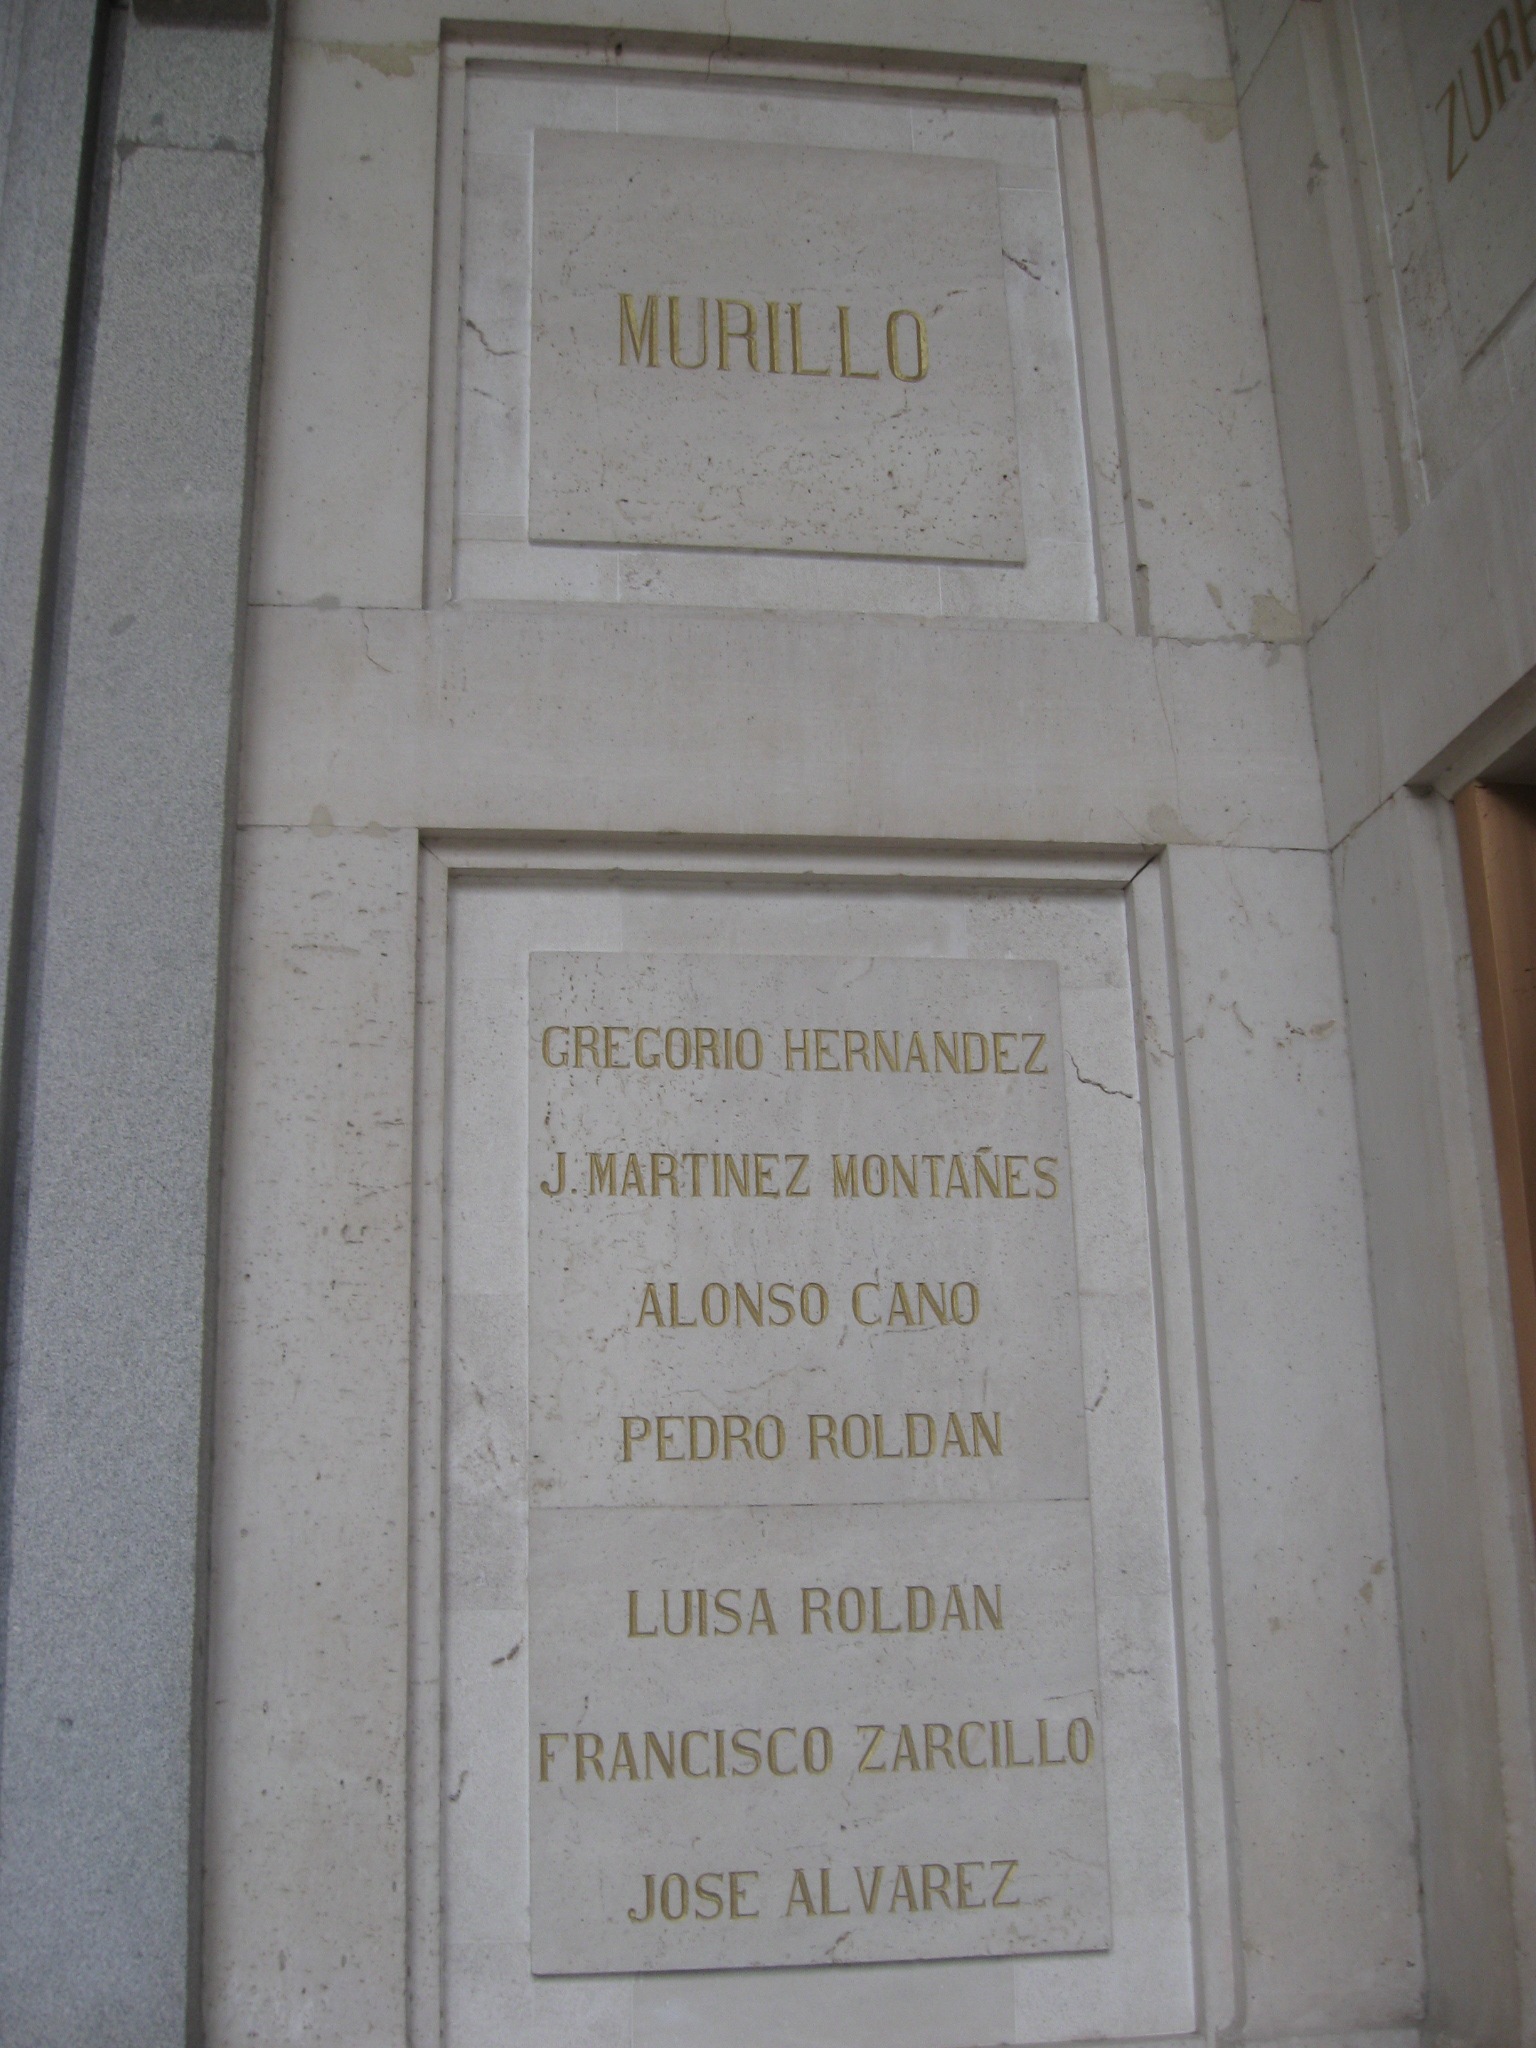 MURILLO
GREGORIO HERNANDEZ
J. MARTINEZ MONTAÑES
ALONSO CANO
PEDRO ROLDAN
LUISA ROLDAN
FRANCISCO ZARCILLO
JOSE ALVAREZ